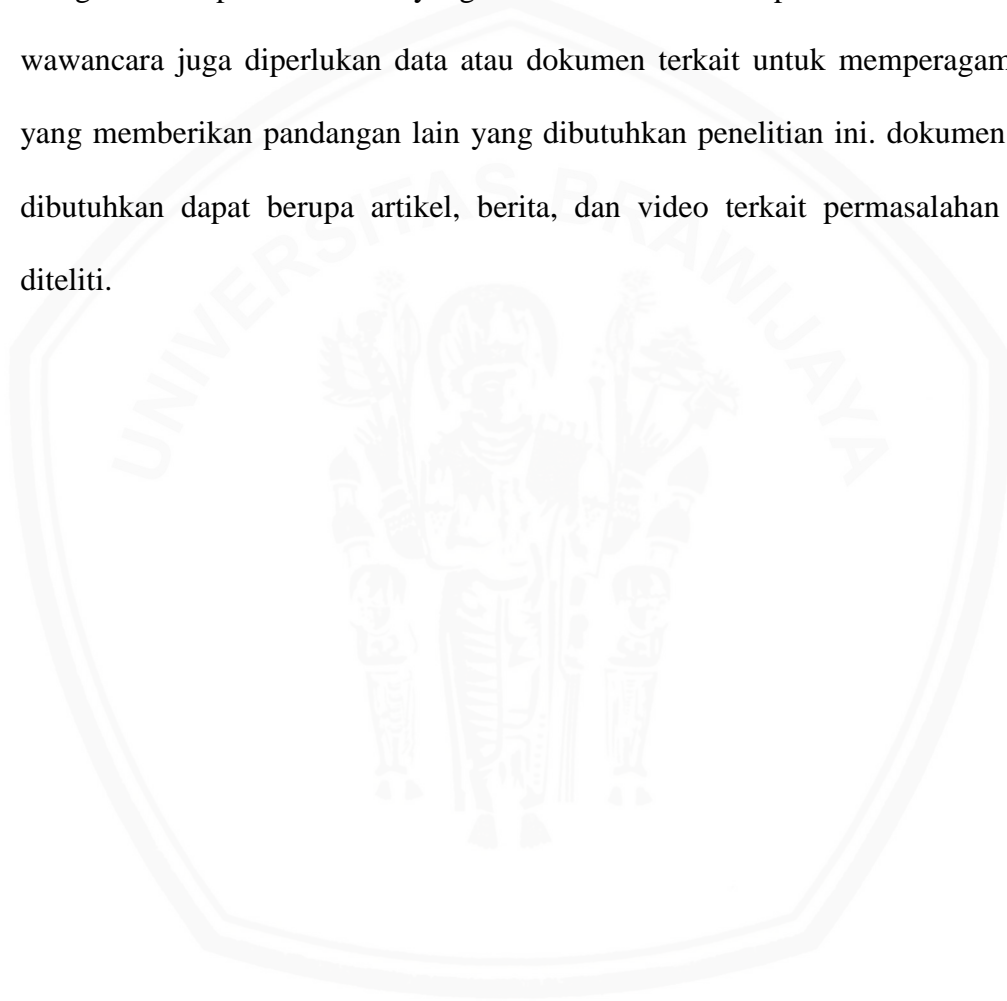 wawancara juga diperlukan data atau dokumen terkait untuk memperagam
yang memberikan pandangan lain yang dibutuhkan penelitian ini. dokumen
dibutuhkan dapat berupa artikel, berita, dan video terkait permasalahan
diteliti.
UNIVERSITAS BRAWIJAYA